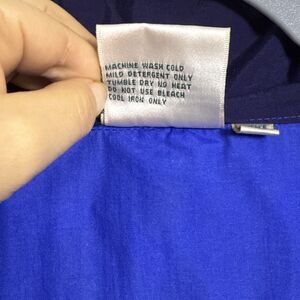 MACHINE WASH COLD
MILD DETERGENT ONLY
TUMBLE DRY NO HEAT
DO NOT USE BLEACH
COOL IRON ONLY